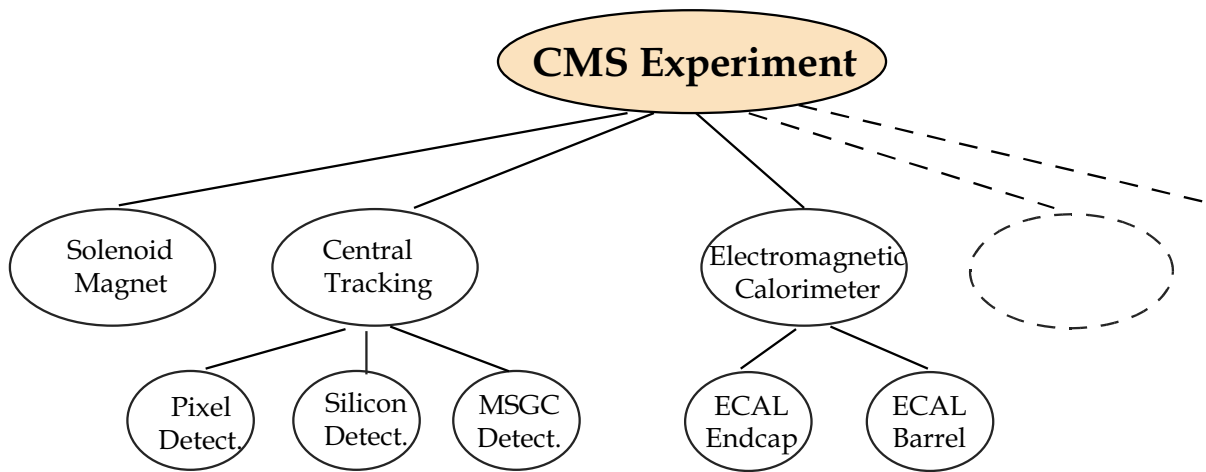 CMS Experiment
Solenoid
Magnet
Central
Tracking
Electromagnetic
Calorimeter
Pixel
Detect.
Silicon
Detect.
MSGC
Detect.
ECAL
Endcap
ECAL
Barrel